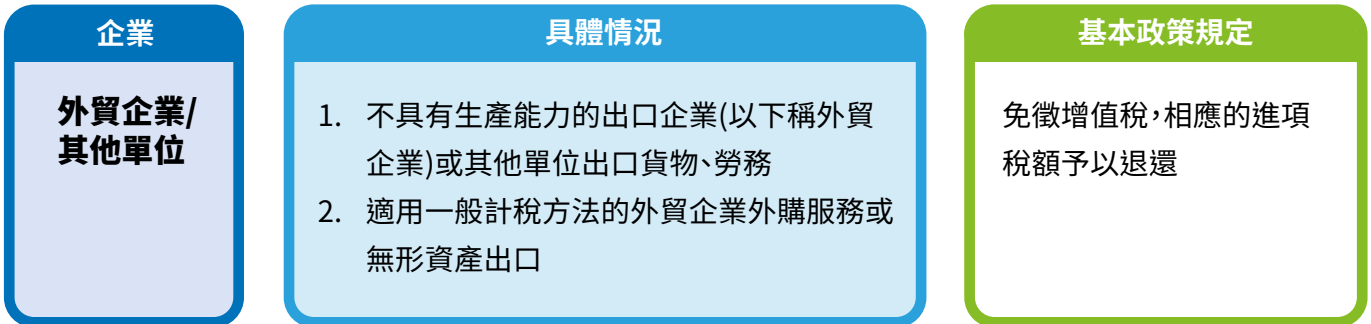 企業
外貿企業/
其他單位
具體情況
1. 不具有生產能力的出口企業(以下稱外貿
企業)或其他單位出口貨物、勞務
2. 適用一般計稅方法的外貿企業外購服務或
無形資產出口
基本政策規定
免徵增值稅,相應的進項
稅額予以退還